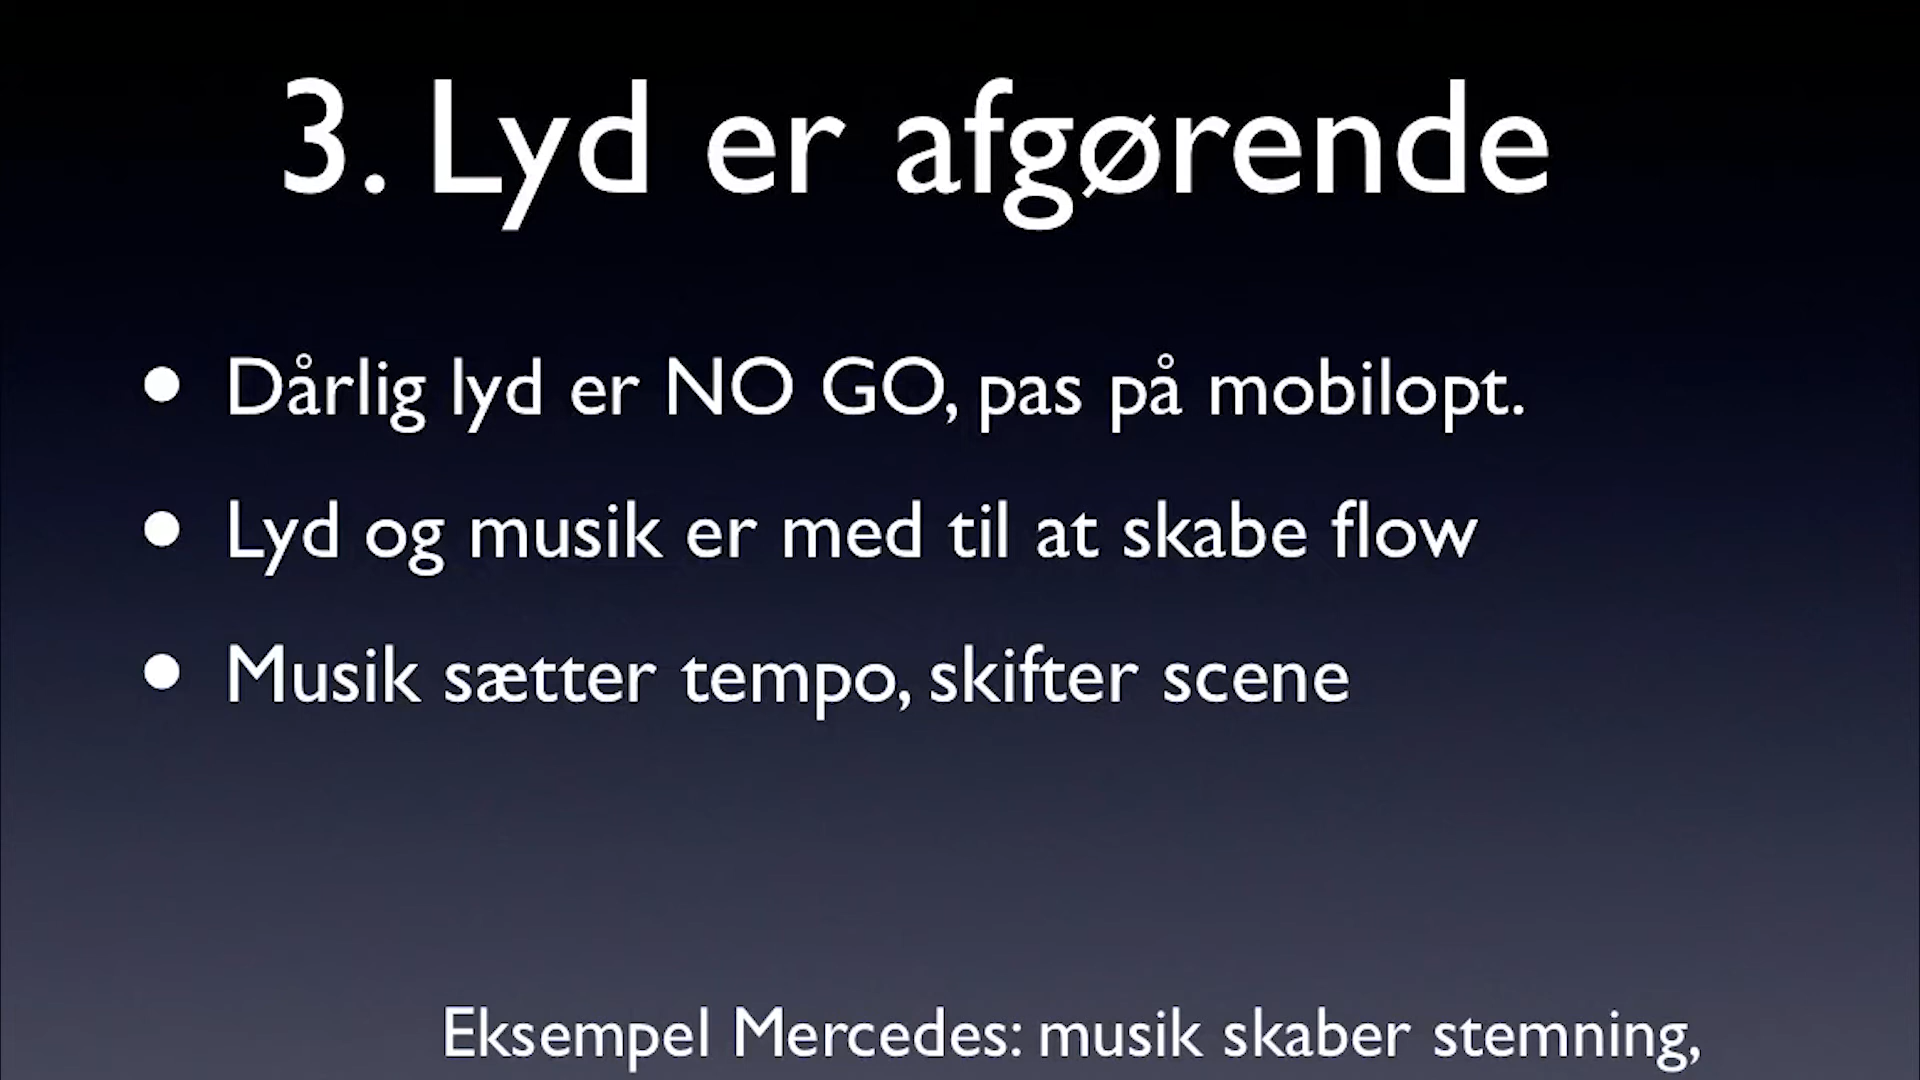 3. Lyd er afgørende
• Dårlig lyd er NO GO, pas på mobilopt.
• Lyd og musik er med til at skabe flow
• Musik sætter tempo, skifter scene
Eksempel Mercedes: musik skaber stemning,